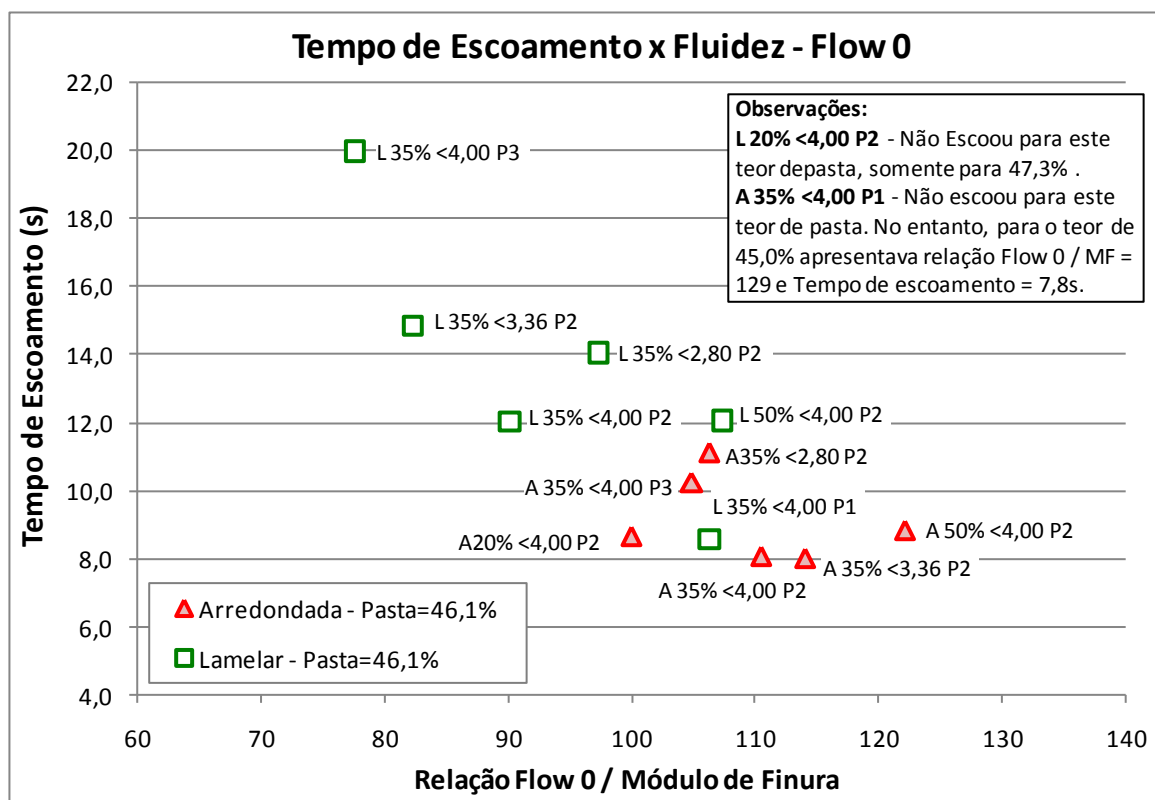 Tempo de Escoamento x Fluidez - Flow 0
22,0
20,0
18,0
16,0
14,0
12,0
10,0
8,0
6,0
4,0
Tempo de Escoamento (s)
Observações:
L 20% <4,00 P2 - Não Escoou para este
teor depasta, somente para 47,3% .
A 35% <4,00 P1 - Não escoou para este
teor de pasta. No entanto, para o teor de
45,0% apresentava relação Flow 0 / MF =
129 e Tempo de escoamento = 7,8s.
L 35% <4,00 P3
L 35% <3,36 P2
L 35% <2,80 P2
L 35% <4,00 P2
L 50% <4,00 P2
A35% <2,80 P2
A 35% <4,00 P3
L 35% <4,00 P1
A20% <4,00 P2
A 50% <4,00 P2
A 35% <3,36 P2
A 35% <4,00 P2
Arredondada - Pasta=46,1%
Lamelar - Pasta=46,1%
60 70 80 90 100 110 120 130 140
Relação Flow 0 / Módulo de Finura